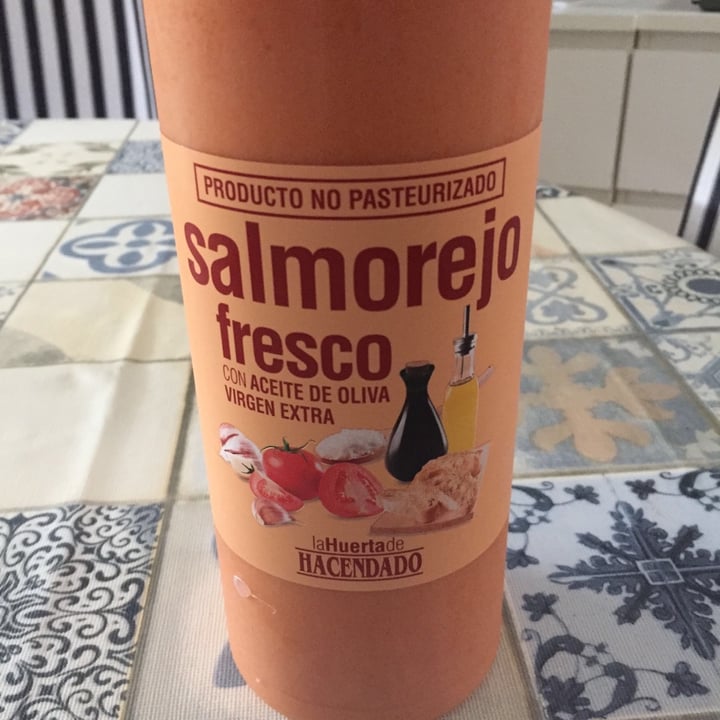 PRODUCTO NO PASTEURIZADO
salmorejo
fresco
CON ACEITE DE OLIVA
VIRGEN EXTRA
laHuertade
HACENDADO